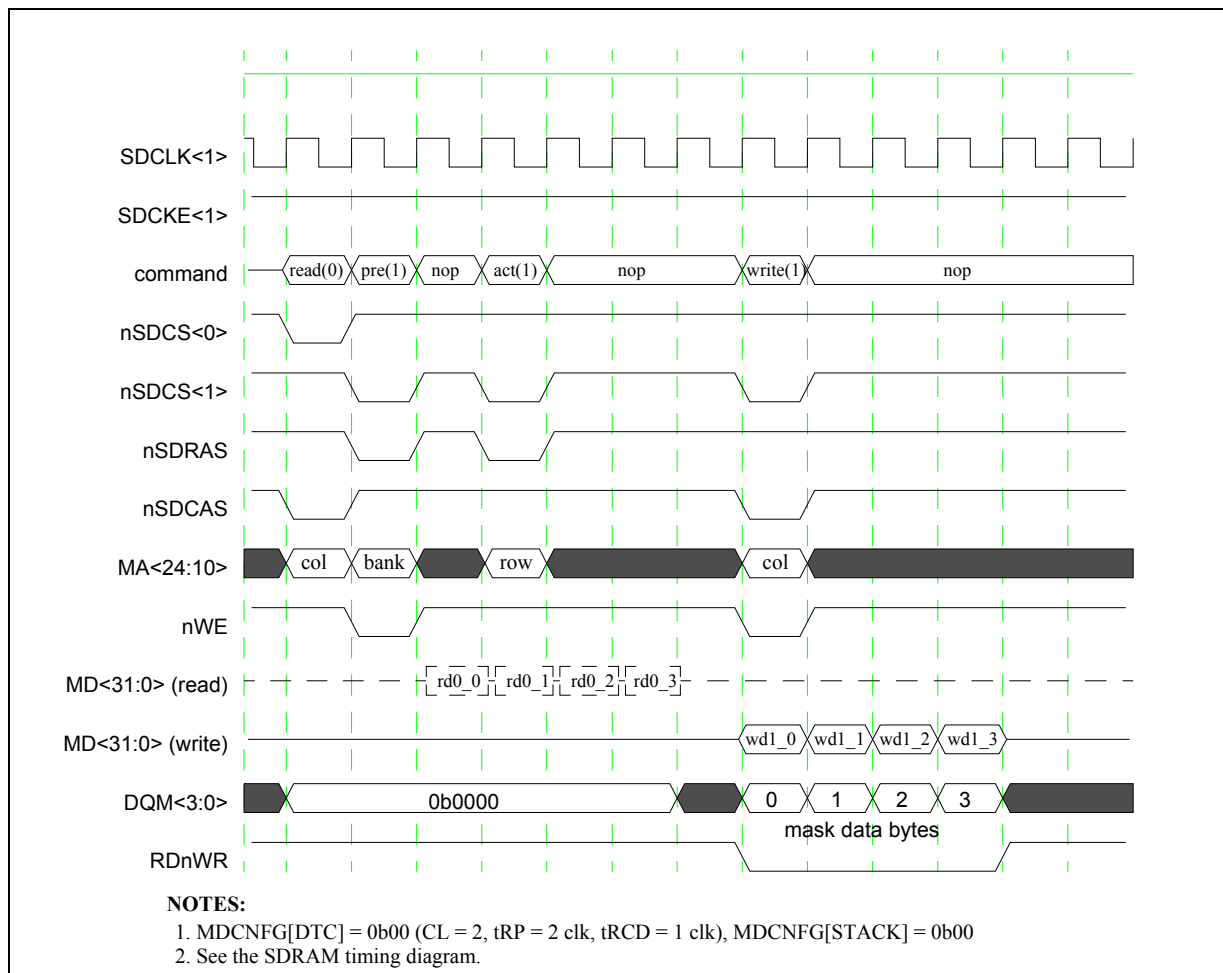 SDCLK<1>
SDCKE<1>
command read(0) pre(1) nop act(1) nop write(1) nop
nSDCS<0>
nSDCS<1>
nSDRAS
nSDCAS
MA<24:10> col bank row col
nWE
MD<31:0> (read) rd0_0 rd0_1 rd0_2 rd0_3
MD<31:0> (write) wd1_0 wd1_1 wd1_2 wd1_3
DQM<3:0> 0b0000 0 1 2 3
mask data bytes
RDnWR
NOTES:
1. MDCNFG[DTC] = 0b00 (CL = 2, tRP = 2 clk, tRCD = 1 clk), MDCNFG[STACK] = 0b00
2. See the SDRAM timing diagram.